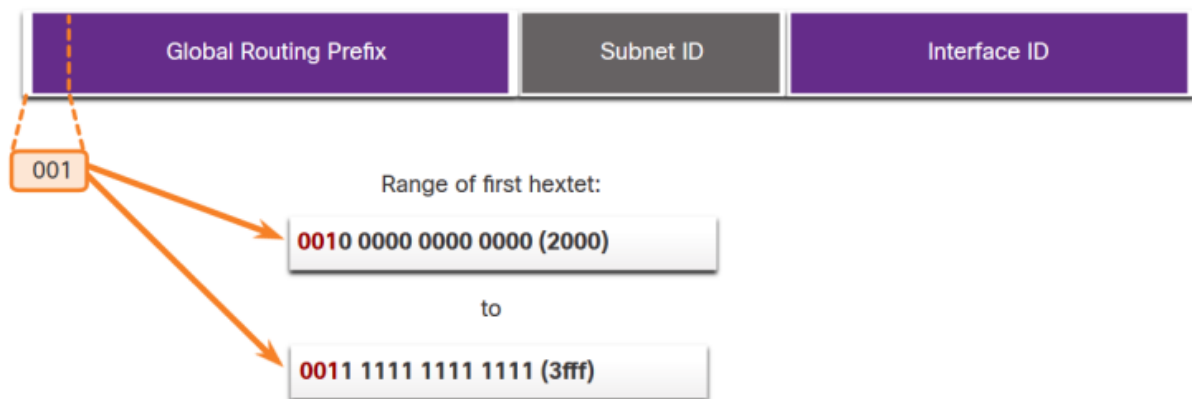 Global Routing Prefix Subnet ID Interface ID
001
Range of first hextet:
0010 0000 0000 0000 (2000)
to
0011 1111 1111 1111 (3fff)